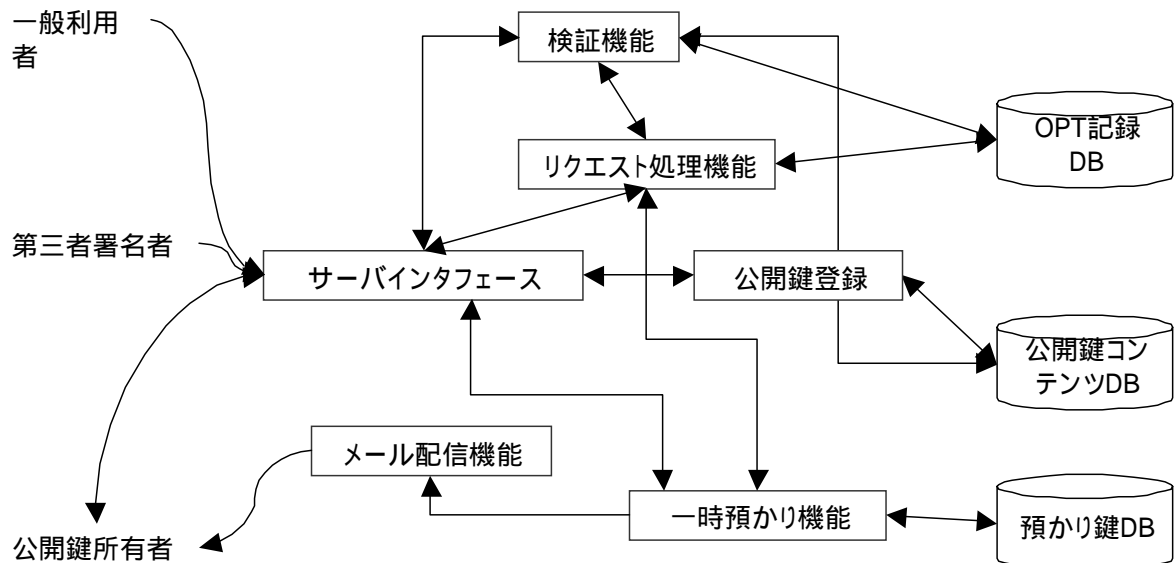 一般利用
者
検証機能
OPT記録
DB
リクエスト処理機能
第三者署名者
サーバインタフェース
公開鍵登録
公開鍵コン
テンツDB
メール配信機能
一時預かり機能
預かり鍵DB
公開鍵所有者